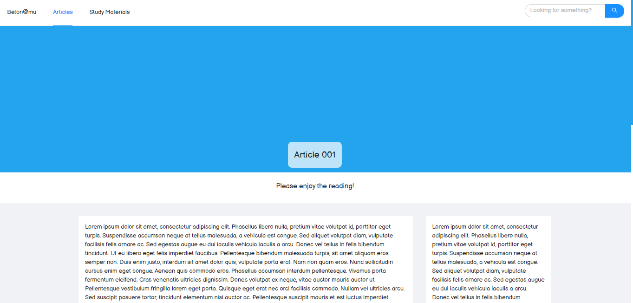 Beton@mu
Articles
Study Materials
Looking for something?
Article 001
Please enjoy the reading!
Lorem ipsum dolor sit amet, consectetur adipiscing elit. Phasellus libero nulla, pretium vitae volutpat id, porttitor eget
turpis. Suspendisse accumsan neque at tellus malesuada, a vehicula est congue. Sed aliquet volutpat diam, vulputate
facilisis felis ornare ac. Sed egestas augue eu dui iaculis vehicula iaculis a arcu. Donec vel tellus in felis bibendum
tincidunt. Ut eu libero eget felis imperdiet faucibus. Pellentesque bibendum malesuada turpis, sit amet aliquam eros
semper non. Duis enim justo, interdum sit amet dolor quis, vulputate porta erat. Nam non quam eros. Nunc sollicitudin
cursus enim eget congue. Aenean quis commodo eros. Phasellus accumsan interdum pellentesque. Vivamus porta
fermentum eleifend. Cras venenatis ultricies dignissim. Donec volutpat ex neque, vitae auctor mauris auctor ut.
Pellentesque vestibulum fringilla lorem eget porta. Quisque eget erat nec erat facilisis commodo. Nullam vel ultricies arcu.
Sed suscipit posuere tortor, tincidunt elementum nisi auctor ac. Pellentesque suscipit mauris et est luctus imperdiet
Lorem ipsum dolor sit amet, consectetur
adipiscing elit. Phasellus libero nulla,
pretium vitae volutpat id, porttitor eget
turpis. Suspendisse accumsan neque at
tellus malesuada, a vehicula est congue.
Sed aliquet volutpat diam, vulputate
facilisis felis ornare ac. Sed egestas augue
eu dui iaculis vehicula iaculis a arcu.
Donec vel tellus in felis bibendum